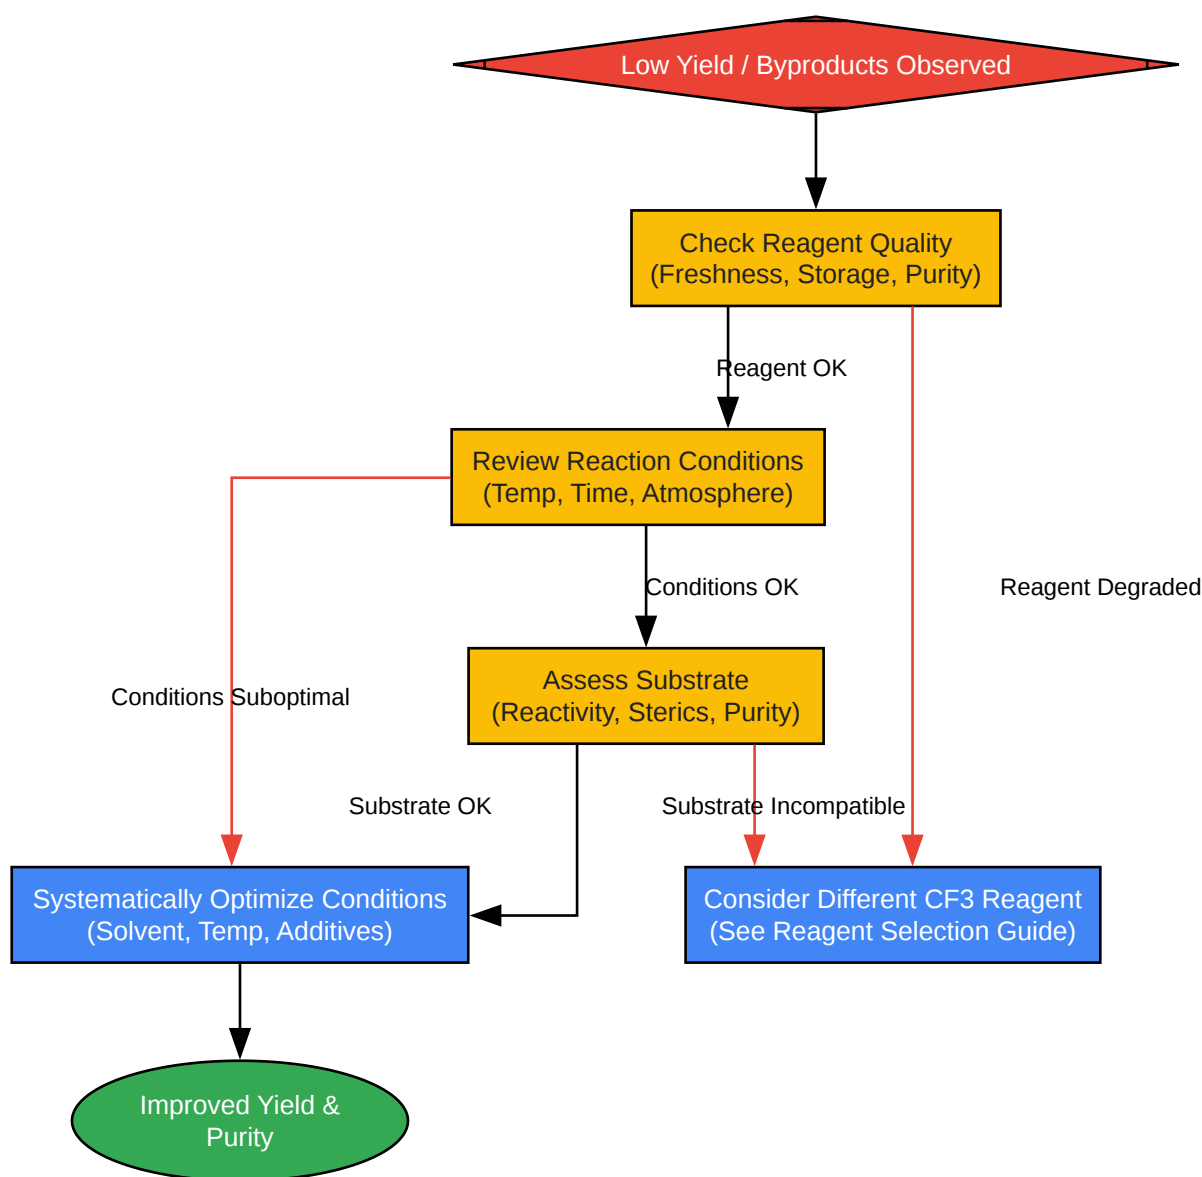 Low Yield / Byproducts Observed
Check Reagent Quality
(Freshness, Storage, Purity)
Reagent OK
Review Reaction Conditions
(Temp, Time, Atmosphere)
Conditions OK
Reagent Degraded
Assess Substrate
(Reactivity, Sterics, Purity)
Conditions Suboptimal
Substrate OK
Substrate Incompatible
Systematically Optimize Conditions
(Solvent, Temp, Additives)
Consider Different CF3 Reagent
(See Reagent Selection Guide)
Improved Yield &
Purity